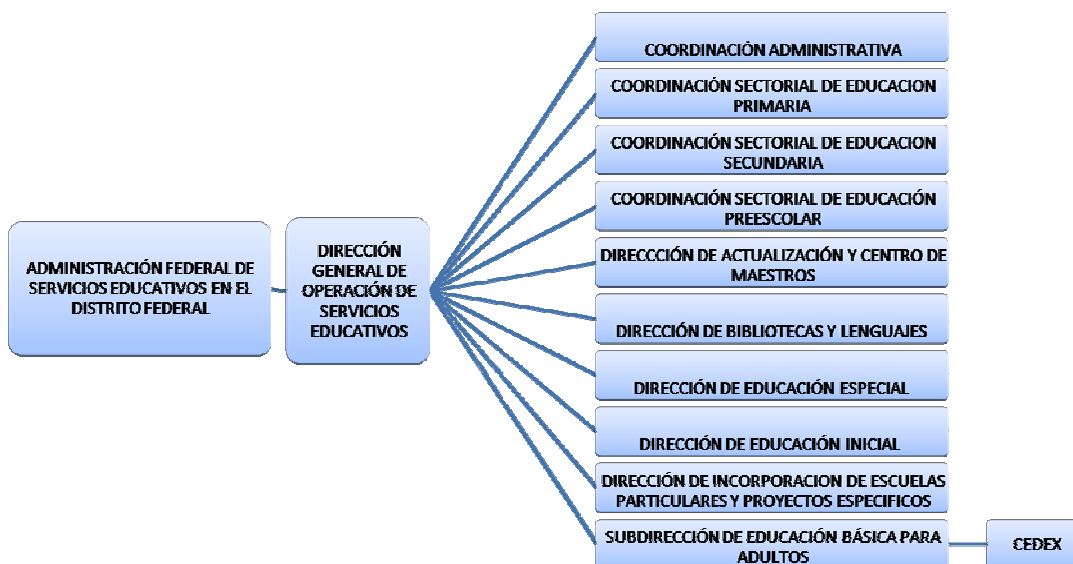 ADMINISTRACIÓN FEDERAL DE
SERVICIOS EDUCATIVOS EN EL
DISTRITO FEDERAL
DIRECCIÓN
GENERAL DE
OPERACIÓN DE
SERVICIOS
EDUCATIVOS
COORDINACIÓN ADMINISTRATIVA
COORDINACIÓN SECTORIAL DE EDUCACION
PRIMARIA
COORDINACIÓN SECTORIAL DE EDUCACION
SECUNDARIA
COORDINACIÓN SECTORIAL DE EDUCACIÓN
PREESCOLAR
DIRECCCIÓN DE ACTUALIZACIÓN Y CENTRO DE
MAESTROS
DIRECCIÓN DE BIBLIOTECAS Y LENGUAJES
DIRECCIÓN DE EDUCACIÓN ESPECIAL
DIRECCIÓN DE EDUCACIÓN INICIAL
DIRECCIÓN DE INCORPORACION DE ESCUELAS
PARTICULARES Y PROYECTOS ESPECIFICOS
SUBDIRECCIÓN DE EDUCACIÓN BÁSICA PARA
ADULTOS
CEDEX